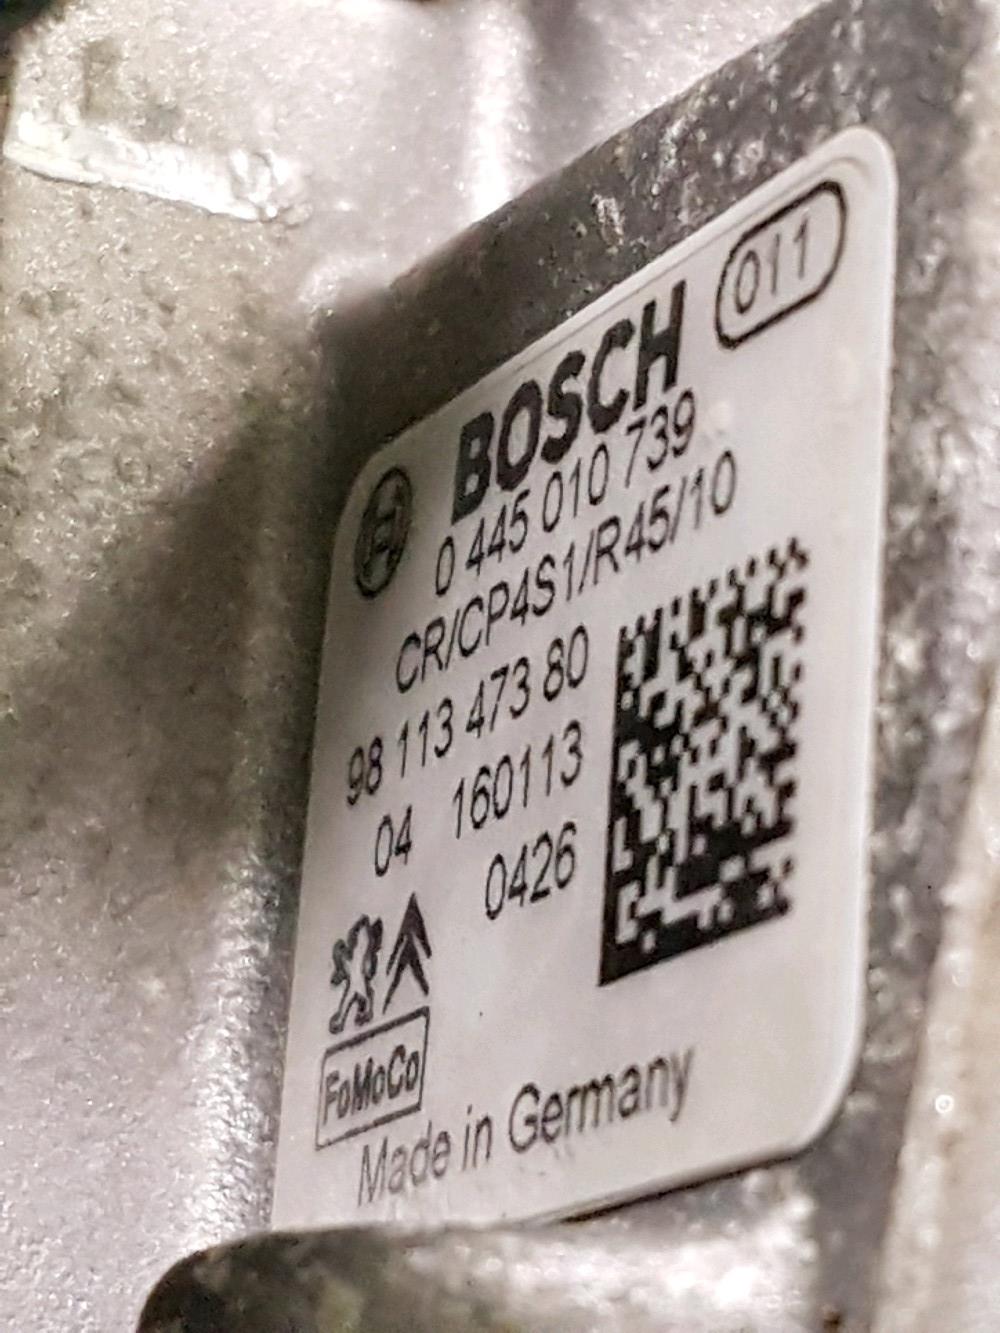 011
BOSCH
0 445 010 739
CR/CP4S1/R45/10
98 113 473 80
04 160113
0426
FoMoCo
Made in Germany